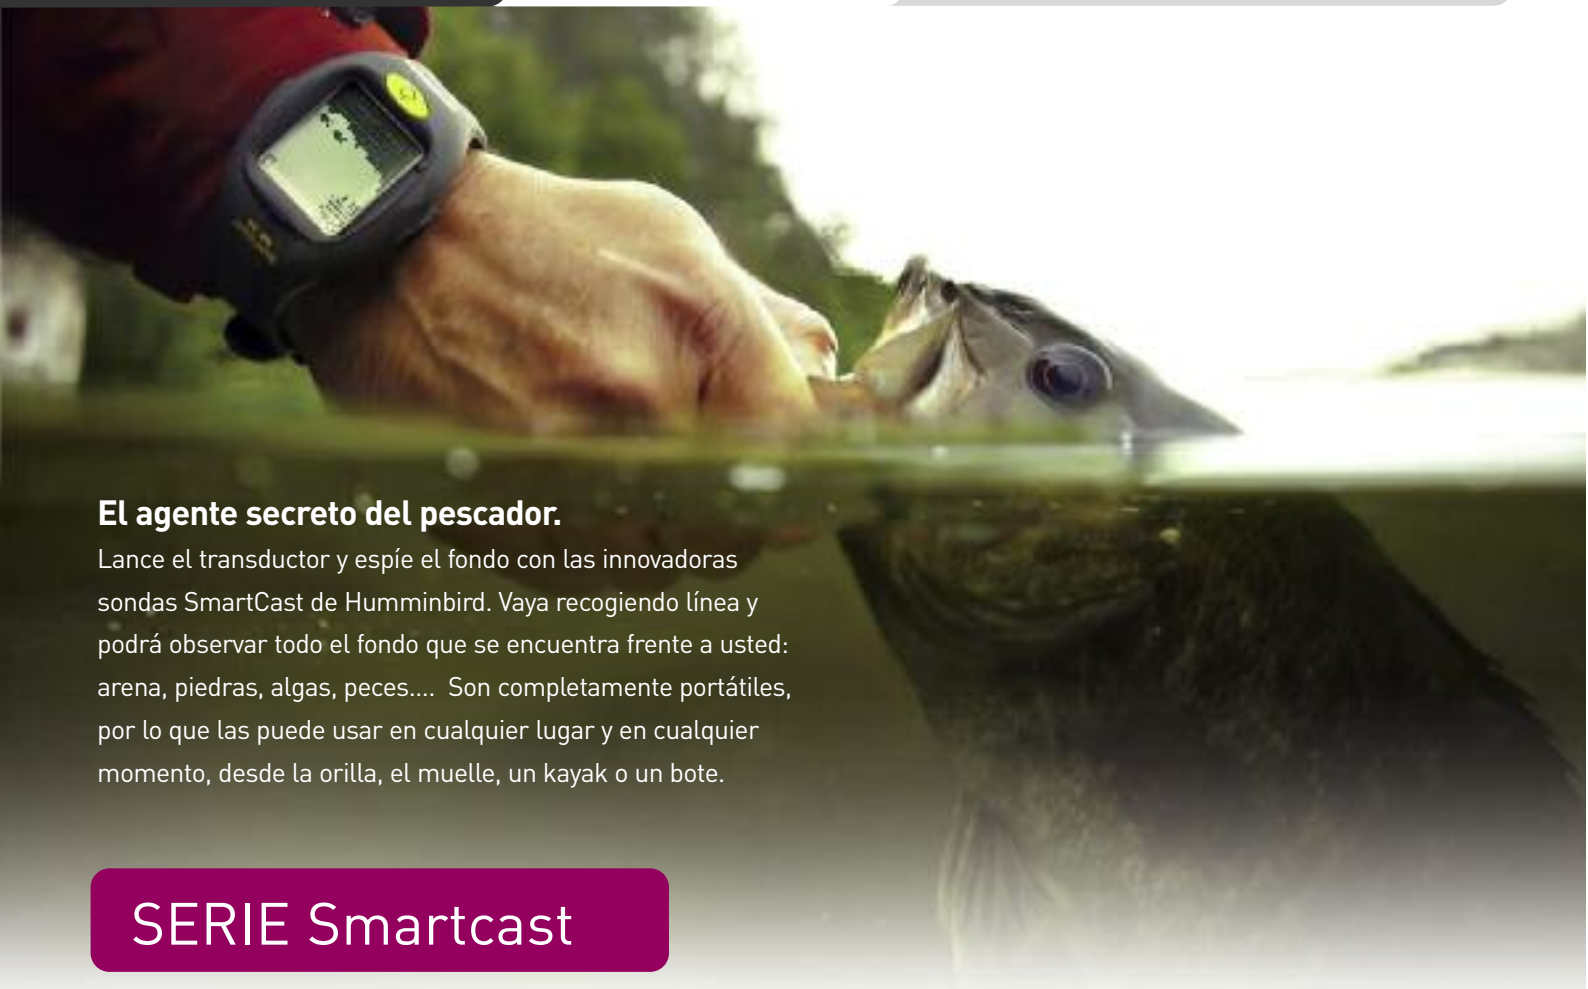 El agente secreto del pescador.
Lance el transductor y espíe el fondo con las innovadoras
sondas SmartCast de Humminbird. Vaya recogiendo línea y
podrá observar todo el fondo que se encuentra frente a usted:
arena, piedras, algas, peces.... Son completamente portátiles,
por lo que las puede usar en cualquier lugar y en cualquier
momento, desde la orilla, el muelle, un kayak o un bote.
SERIE Smartcast